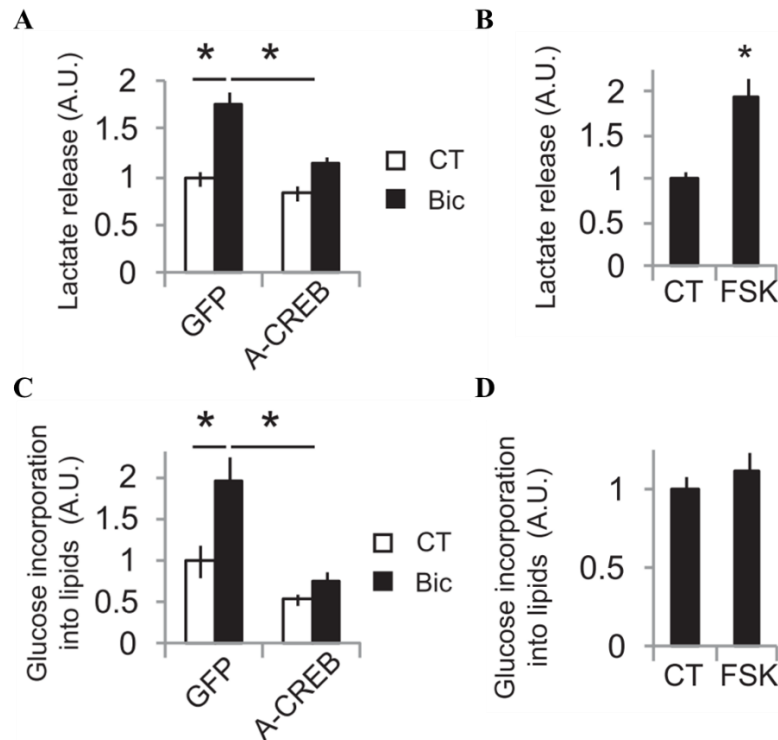 A
Lactate release (A.U.)
2
1.5
1
0.5
0
* *
GFP
A-CREB
CT
Bic
B
Lactate release (A.U.)
2
1.5
1
0.5
0
*
CT FSK
C
Glucose incorporation
into lipids (A.U.)
2
1.5
1
0.5
0
* *
GFP
A-CREB
CT
Bic
D
Glucose incorporation
into lipids (A.U.)
1
0.5
0
CT FSK